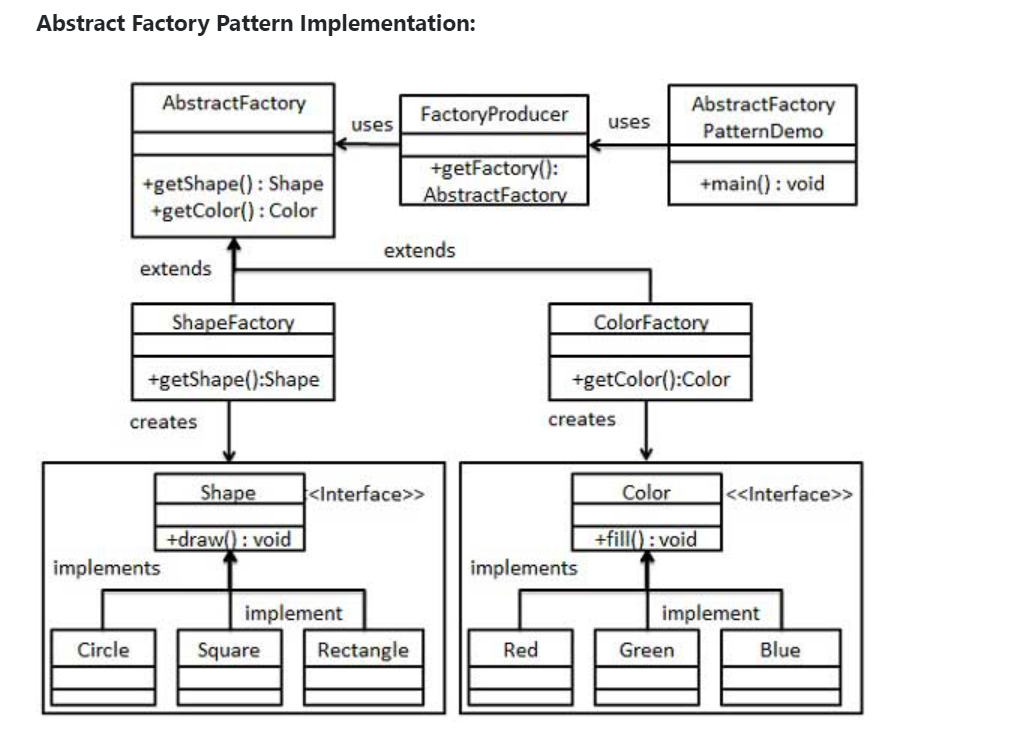 Abstract Factory Pattern Implementation:
AbstractFactory
+getShape() : Shape
+getColor() : Color
uses
FactoryProducer
+getFactory():
AbstractFactory
uses
AbstractFactory
PatternDemo
+main() : void
extends
extends
ShapeFactory
+getShape():Shape
ColorFactory
+getColor():Color
creates
creates
Shape
<Interface>>
+draw() : void
implements
implement
Circle
Square
Rectangle
Color
<<Interface>>
+fill() : void
implements
implement
Red
Green
Blue